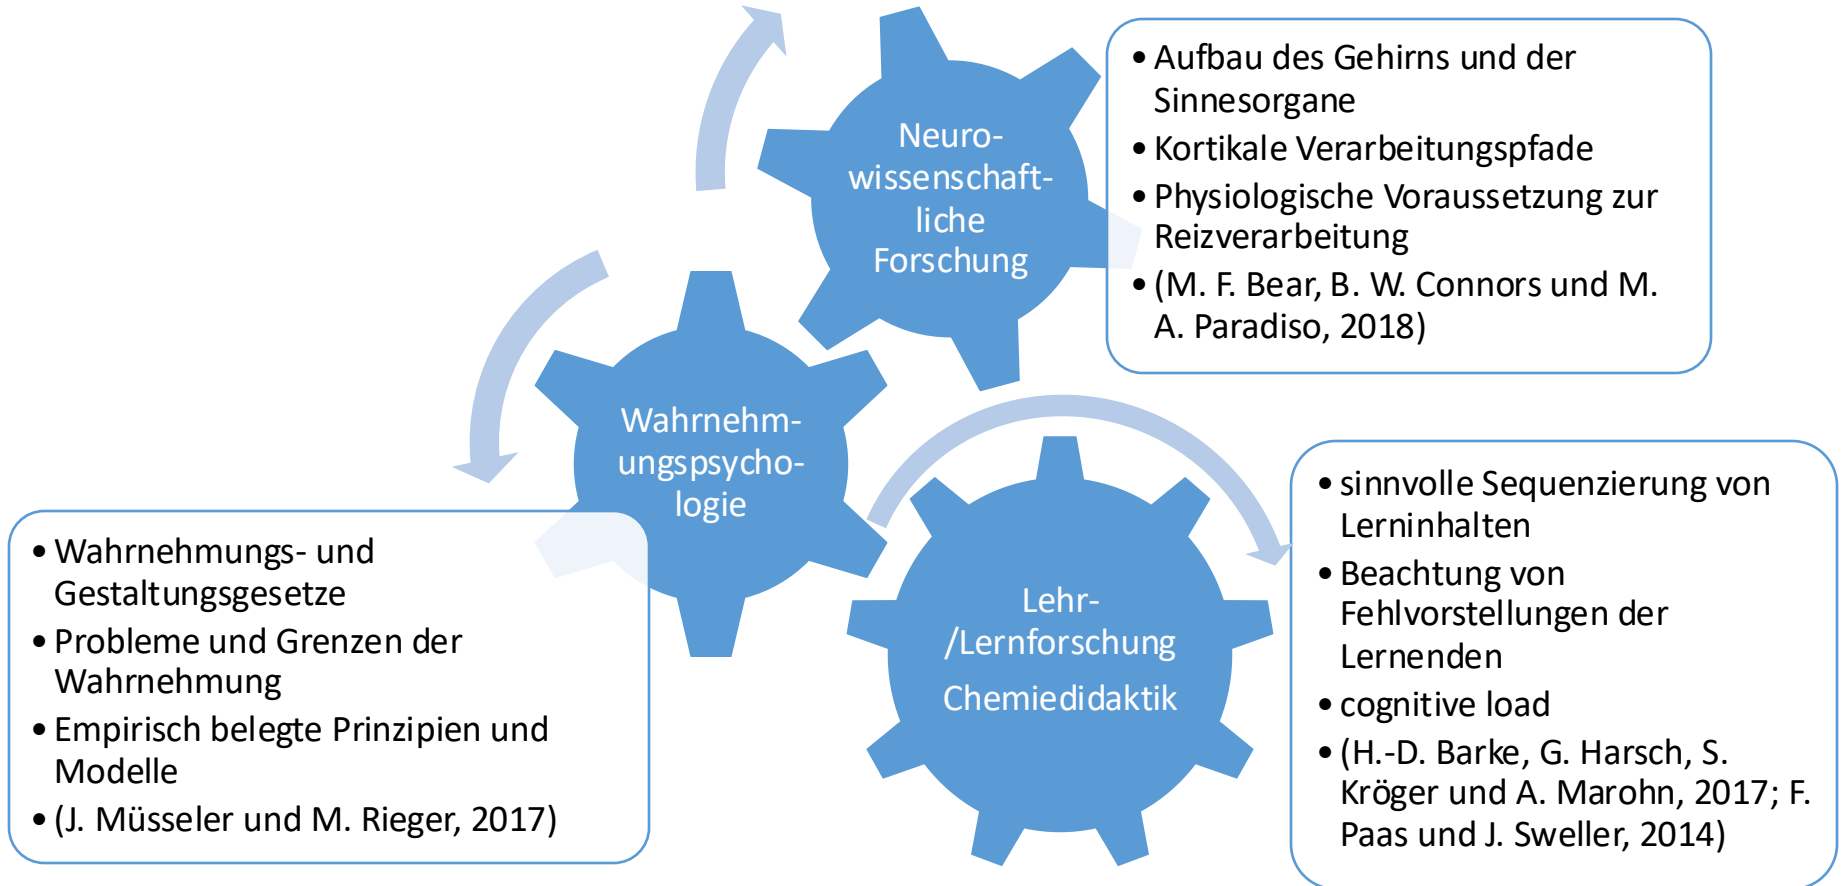 Neuro-
wissenschaft-
liche
Forschung
• Aufbau des Gehirns und der
Sinnesorgane
• Kortikale Verarbeitungspfade
• Physiologische Voraussetzung zur
Reizverarbeitung
• (M. F. Bear, B. W. Connors und M.
A. Paradiso, 2018)
Wahrnehm-
ungspsycho-
logie
• Wahrnehmungs- und
Gestaltungsgesetze
• Probleme und Grenzen der
Wahrnehmung
• Empirisch belegte Prinzipien und
Modelle
• (J. Müsseler und M. Rieger, 2017)
Lehr-
/Lernforschung
Chemiedidaktik
• sinnvolle Sequenzierung von
Lerninhalten
• Beachtung von
Fehlvorstellungen der
Lernenden
• cognitive load
• (H.-D. Barke, G. Harsch, S.
Kröger und A. Marohn, 2017; F.
Paas und J. Sweller, 2014)